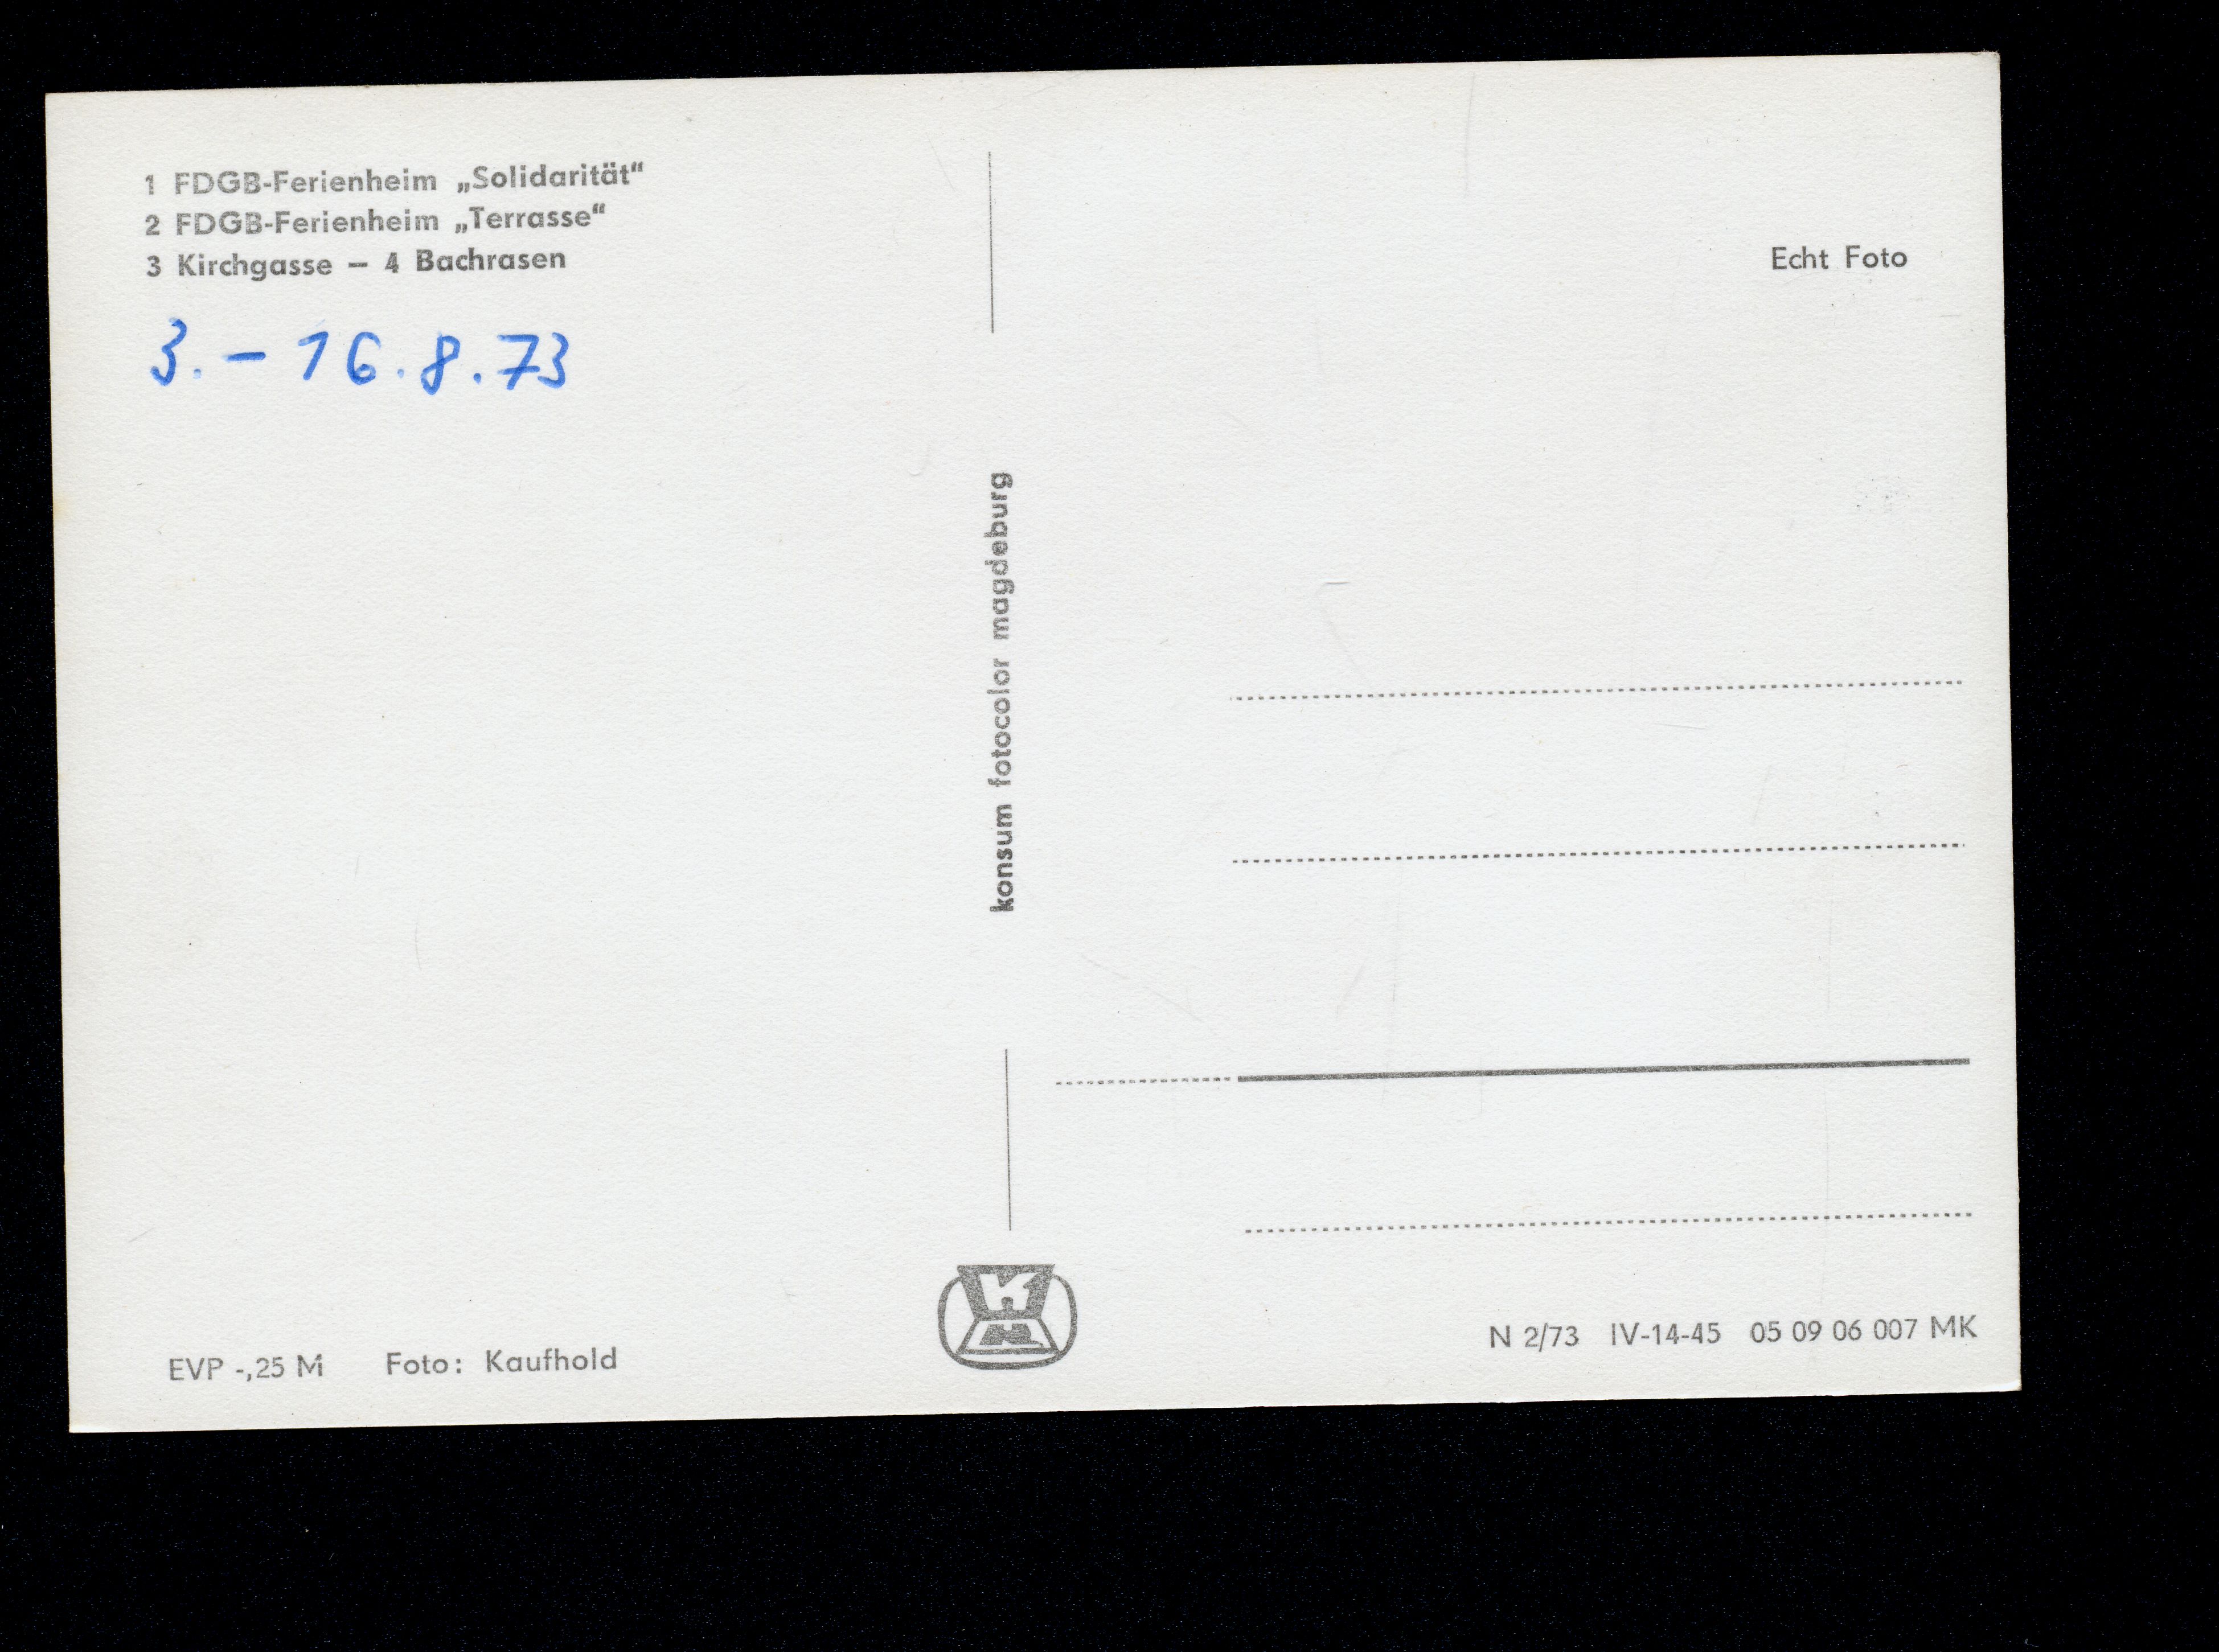 1 FDGB-Ferienheim „Solidarität“
2 FDGB-Ferienheim „Terrasse“
3 Kirchgasse – 4 Bachrasen
3. – 16.8.73
EVP -,25 M Foto: Kaufhold
konsum fotocolor magdeburg
K
Echt Foto
N 2/73 IV-14-45 05 09 06 007 MK